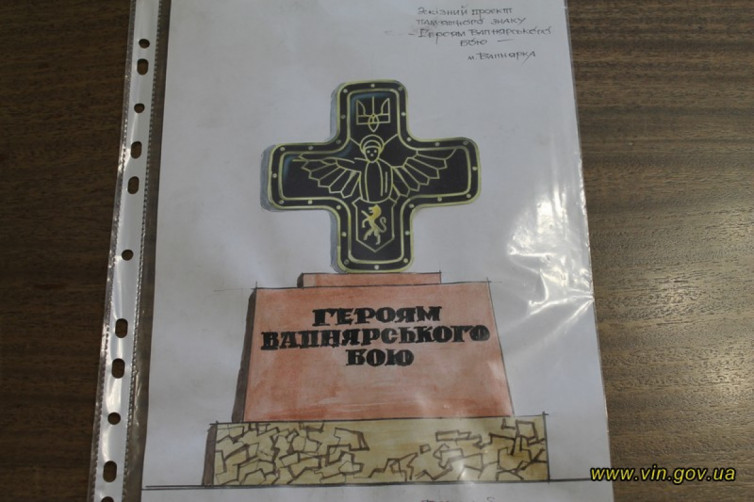 Ескізний проект
пам'ятного знаку
- Героям Вапнярського
бою -
м. Вапнярка
ГЕРОЯМ
ВАПНЯРСЬКОГО
БОЮ
www.vin.gov.ua